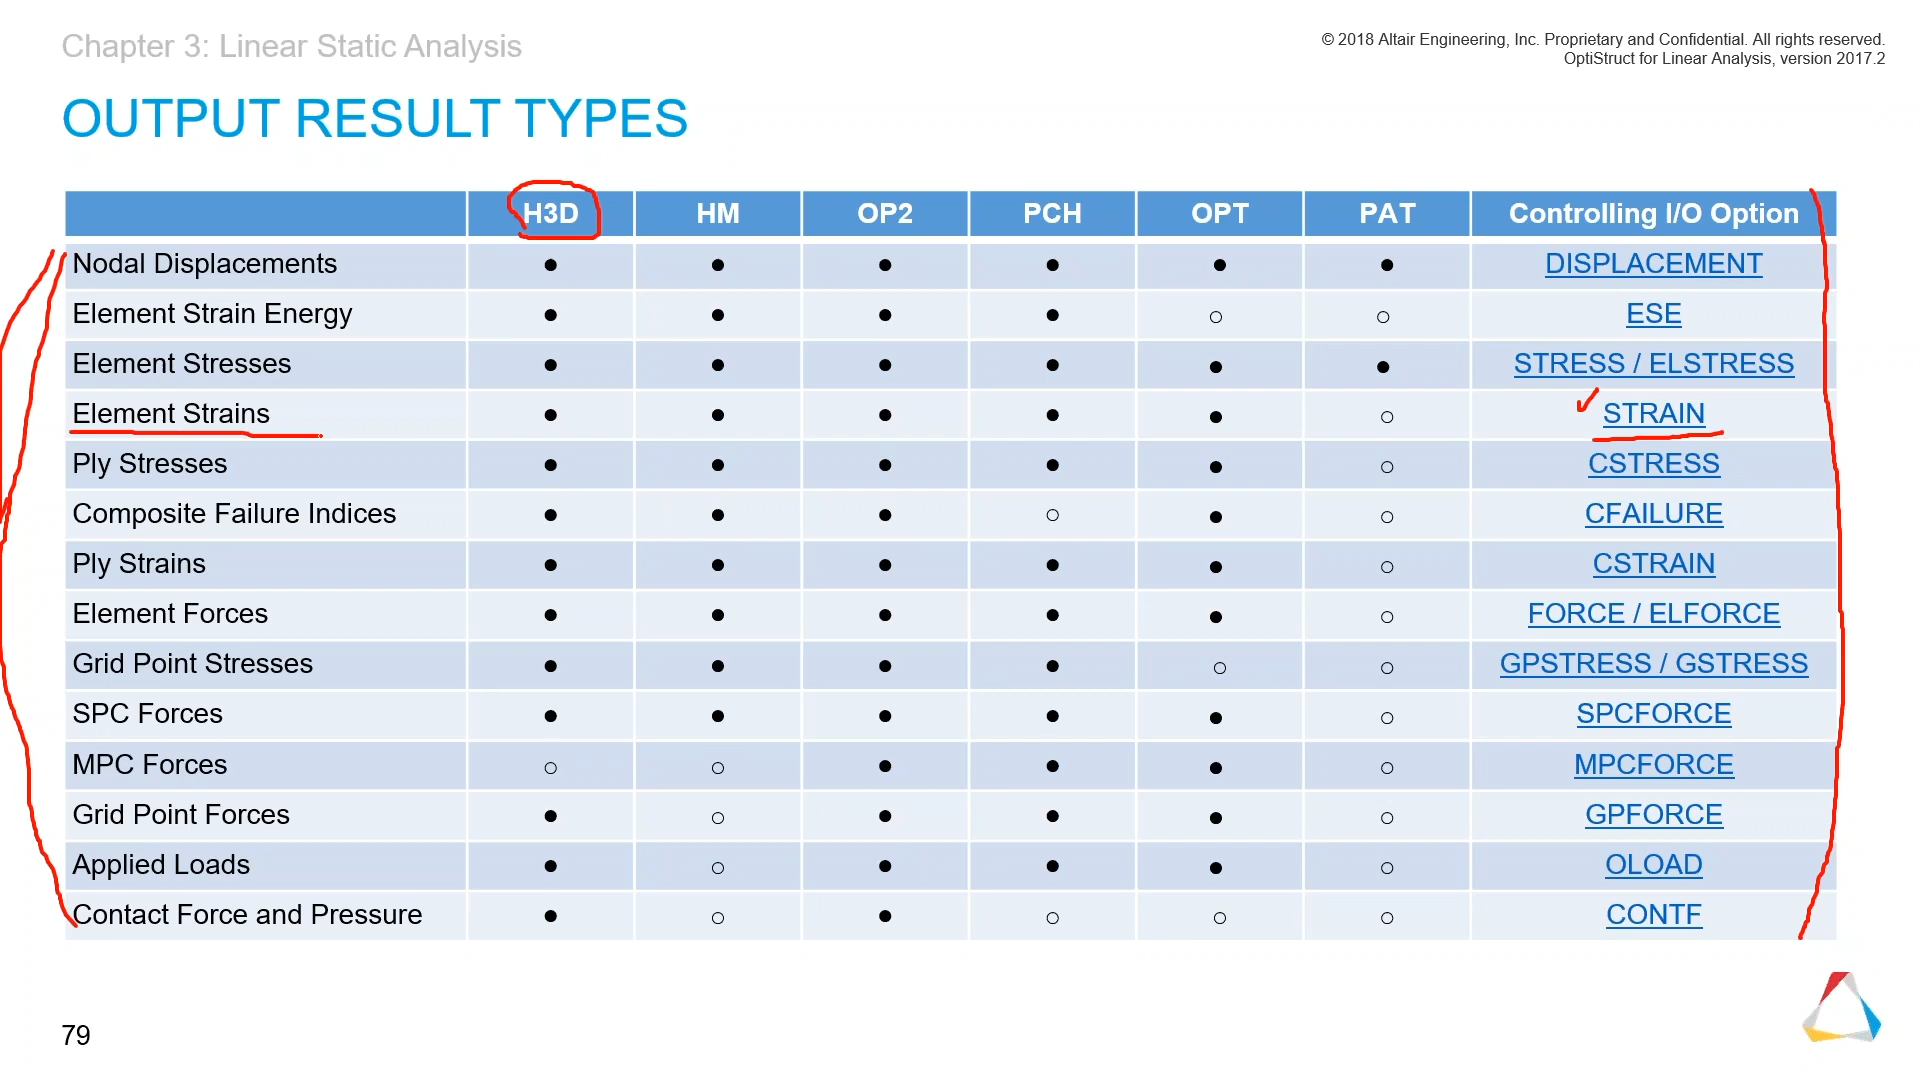 Chapter 3: Linear Static Analysis
© 2018 Altair Engineering, Inc. Proprietary and Confidential. All rights reserved.
OptiStruct for Linear Analysis, version 2017.2
OUTPUT RESULT TYPES
H3D HM OP2 PCH OPT PAT Controlling I/O Option
Nodal Displacements ● ● ● ● ● ● DISPLACEMENT
Element Strain Energy ● ● ● ● ○ ○ ESE
Element Stresses ● ● ● ● ● ● STRESS / ELSTRESS
Element Strains ● ● ● ● ● ○ STRAIN
Ply Stresses ● ● ● ● ● ○ CSTRESS
Composite Failure Indices ● ● ● ○ ● ○ CFAILURE
Ply Strains ● ● ● ● ● ○ CSTRAIN
Element Forces ● ● ● ● ● ○ FORCE / ELFORCE
Grid Point Stresses ● ● ● ● ○ ○ GPSTRESS / GSTRESS
SPC Forces ● ● ● ● ● ○ SPCFORCE
MPC Forces ○ ○ ● ● ● ○ MPCFORCE
Grid Point Forces ● ○ ● ● ● ○ GPFORCE
Applied Loads ● ○ ● ● ● ○ OLOAD
Contact Force and Pressure ● ○ ● ○ ○ ○ CONTF
79